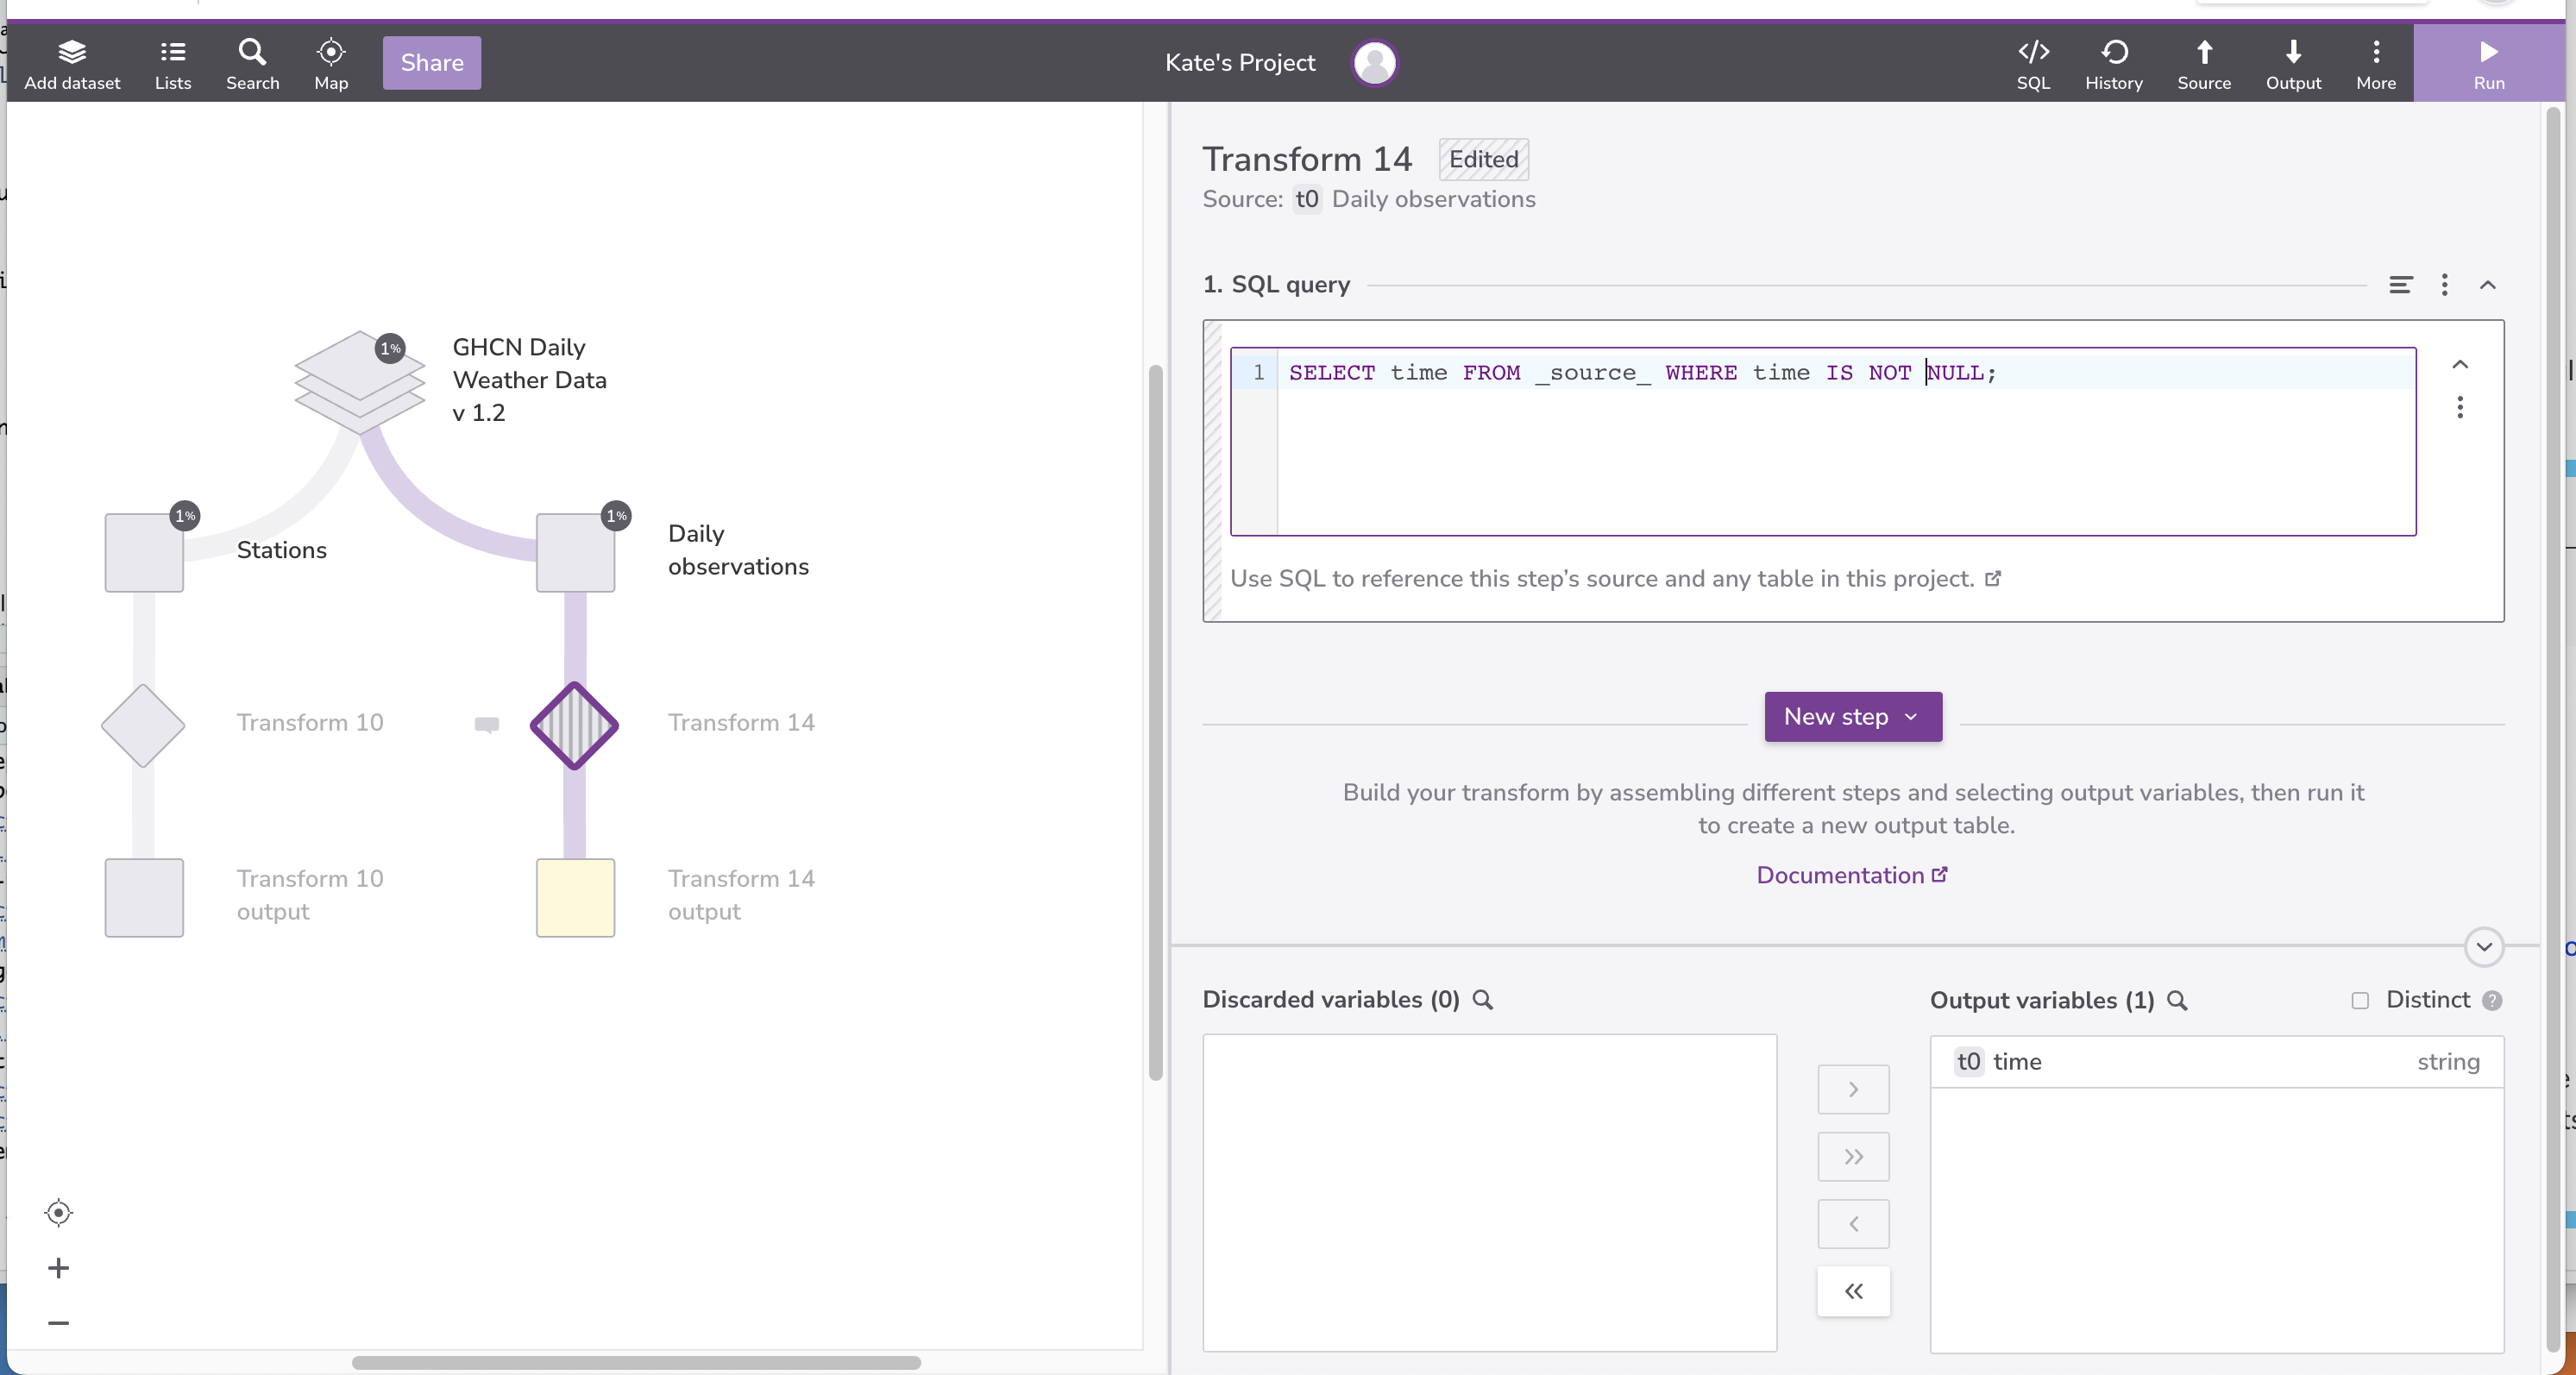 Add dataset
Lists
Search
Map
Share
Kate's Project
SQL
History
Source
Output
More
Run
GHCN Daily
Weather Data
v 1.2
1%
1%
Stations
1%
Daily
observations
Transform 10
Transform 14
Transform 10
output
Transform 14
output
Transform 14
Edited
Source: t0 Daily observations
1. SQL query
1 SELECT time FROM _source_ WHERE time IS NOT NULL;
Use SQL to reference this step's source and any table in this project.
New step
Build your transform by assembling different steps and selecting output variables, then run it
to create a new output table.
Documentation
Discarded variables (0)
Output variables (1)
Distinct ?
t0 time string